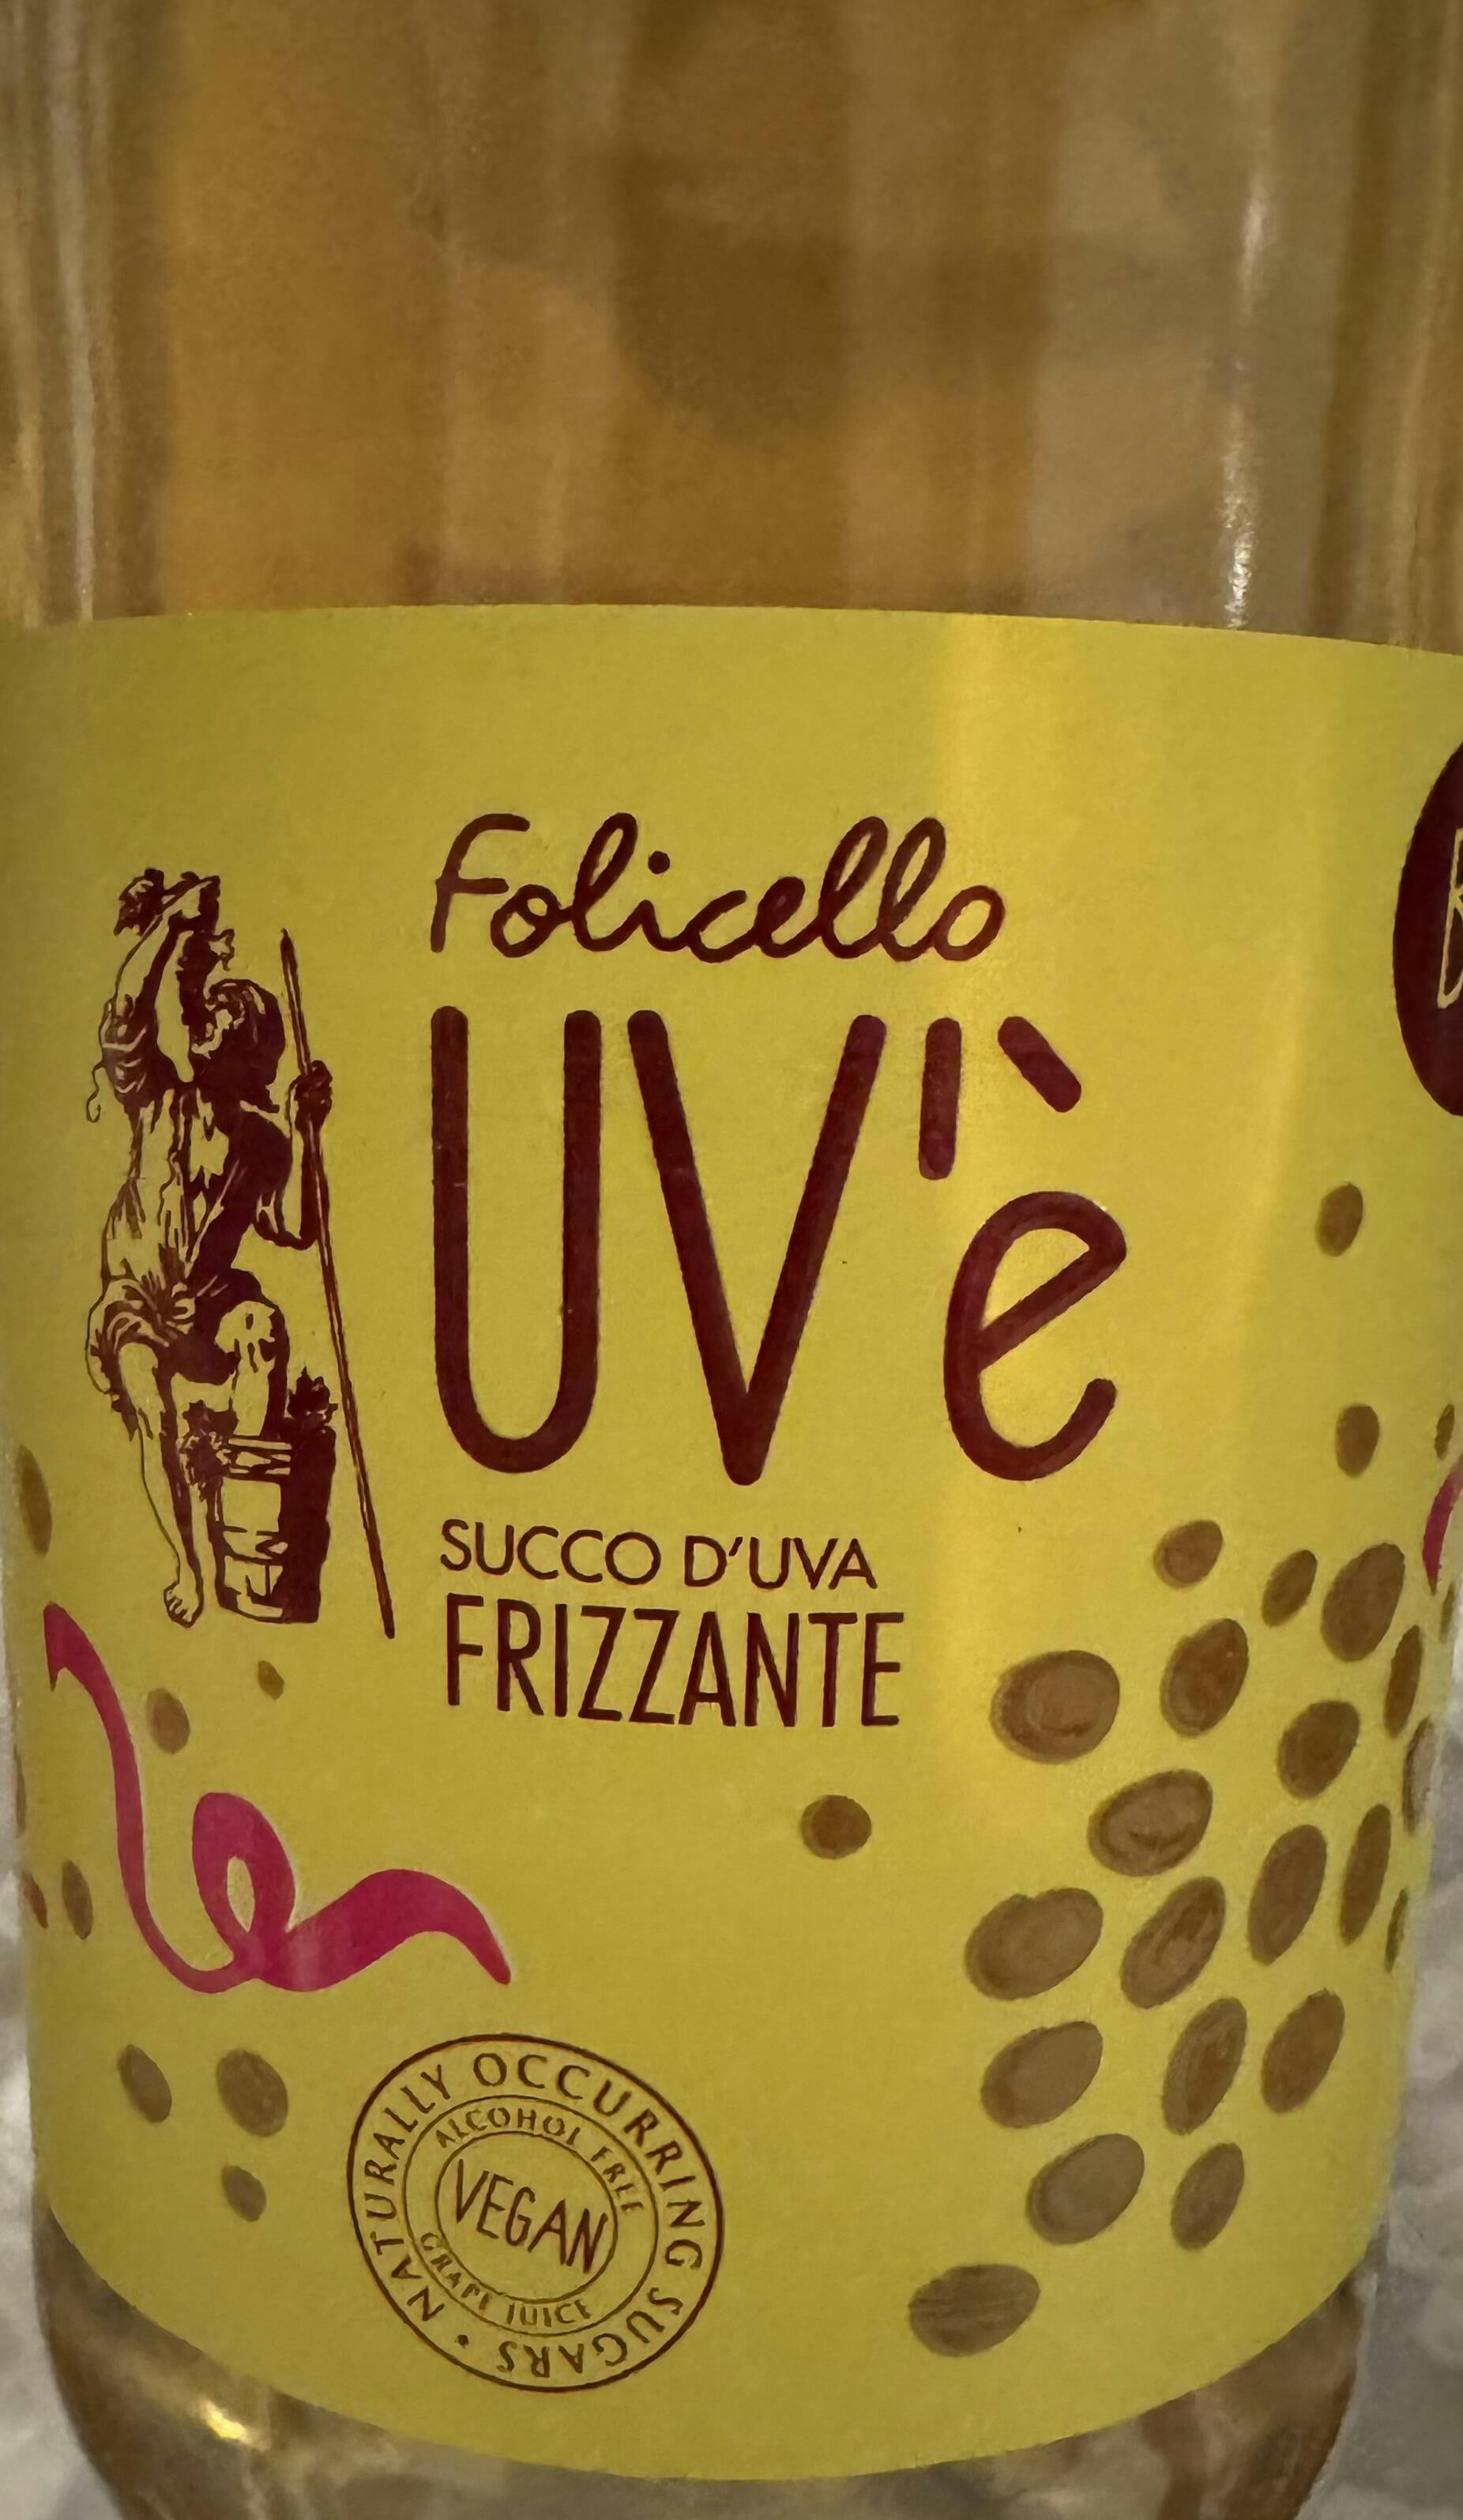 Folicello
UV'è
SUCCO D'UVA
FRIZZANTE
NATURALLY OCCURRING SUGARS •
ALCOHOL FREE
GRAPE JUICE
VEGAN